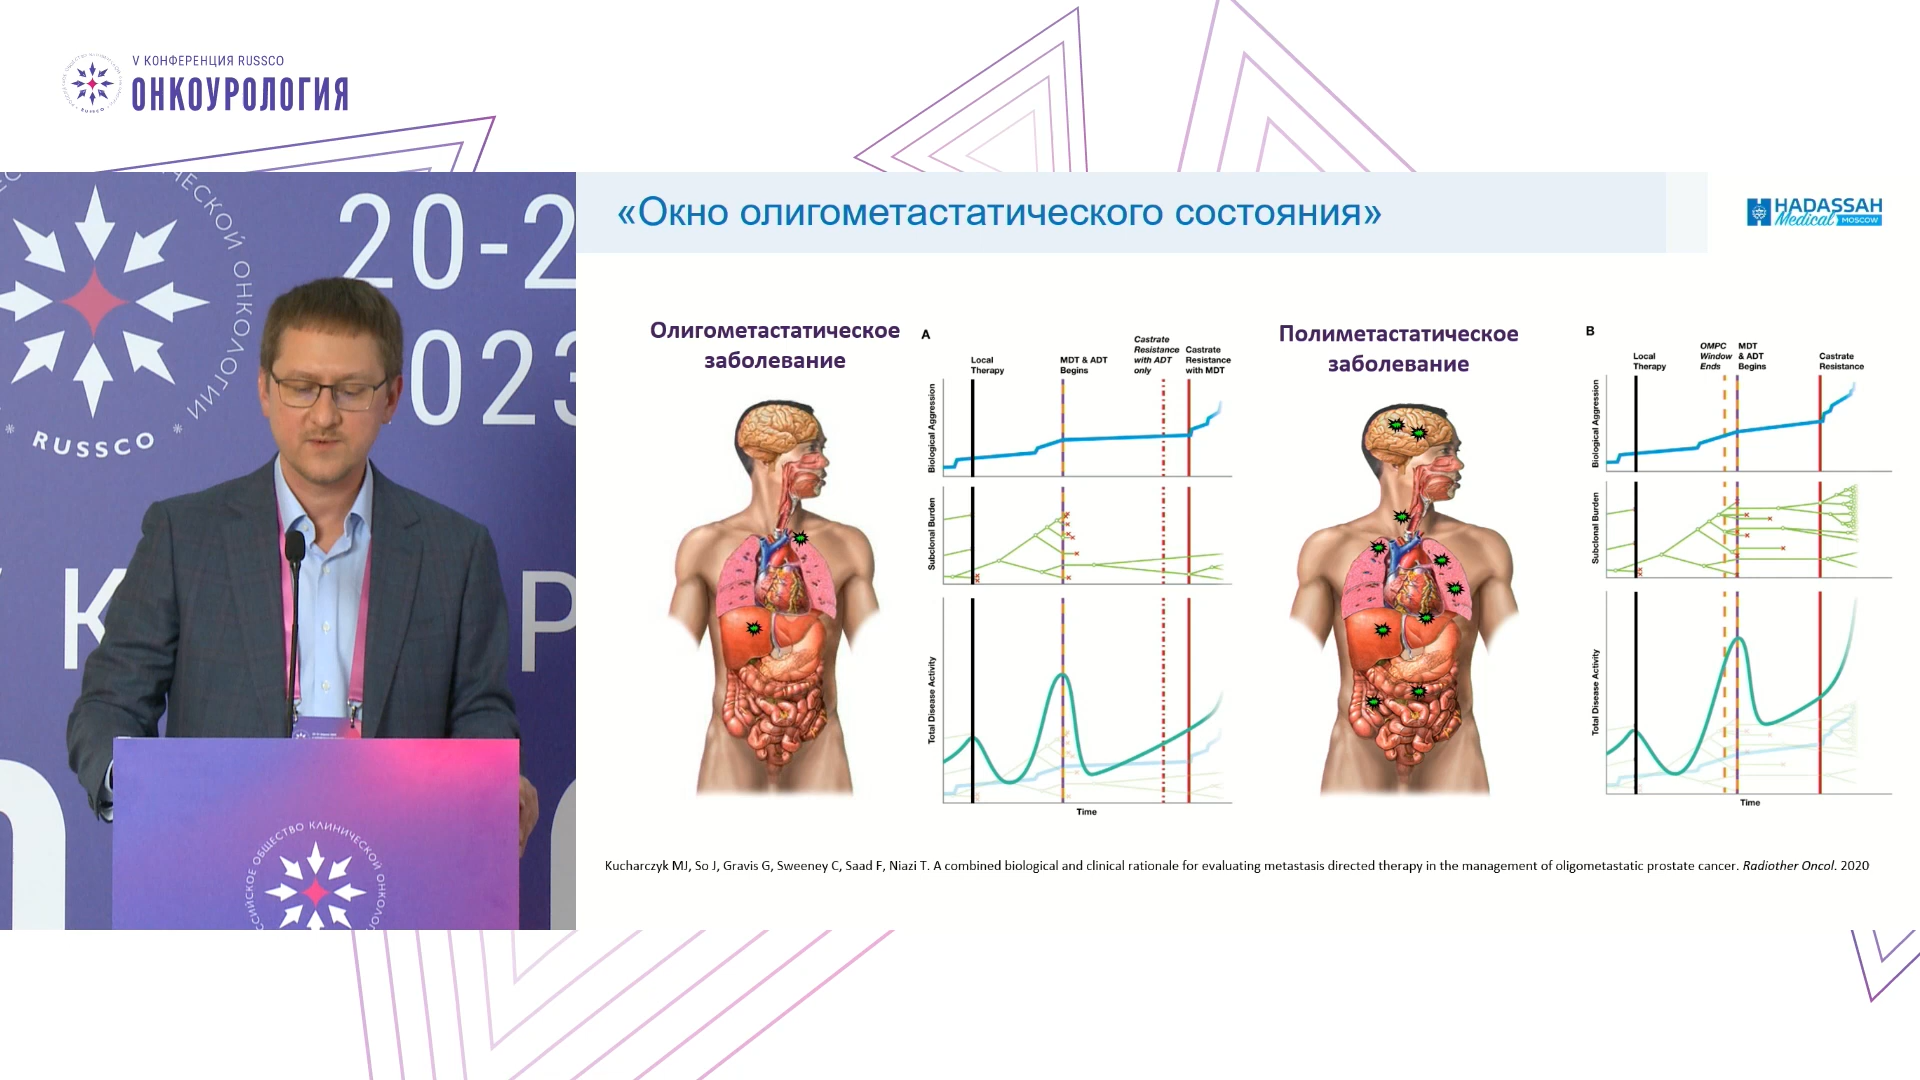 V КОНФЕРЕНЦИЯ RUSSCO
ОНКОУРОЛОГИЯ
20-2
023
RUSSCO
«Окно олигометастатического состояния»
HADASSAH
Medical MOSCOW
Олигометастатическое
заболевание
A
Local
Therapy
MDT & ADT
Begins
Castrate
Resistance
with ADT
only
Castrate
Resistance
with MDT
Biological Aggression
Subclonal Burden
Total Disease Activity
Time
Полиметастатическое
заболевание
B
Local
Therapy
OMPC
Window
Ends
MDT
& ADT
Begins
Castrate
Resistance
Biological Aggression
Subclonal Burden
Total Disease Activity
Time
Kucharczyk MJ, So J, Gravis G, Sweeney C, Saad F, Niazi T. A combined biological and clinical rationale for evaluating metastasis directed therapy in the management of oligometastatic prostate cancer. Radiother Oncol. 2020